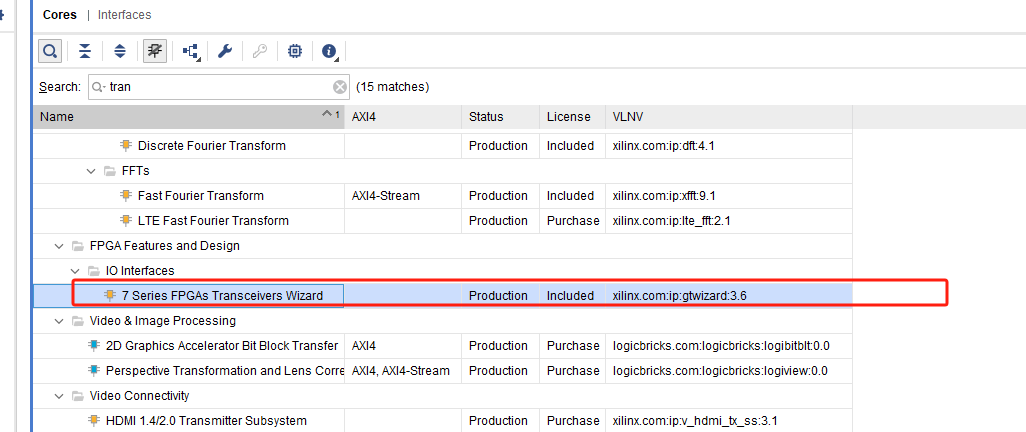 Cores | Interfaces
Search: tran (15 matches)
Name 1 AXI4 Status License VLNV
Discrete Fourier Transform Production Included xilinx.com:ip:dft:4.1
FFTs
Fast Fourier Transform AXI4-Stream Production Included xilinx.com:ip:xfft:9.1
LTE Fast Fourier Transform Production Purchase xilinx.com:ip:lte_fft:2.1
FPGA Features and Design
IO Interfaces
7 Series FPGAs Transceivers Wizard Production Included xilinx.com:ip:gtwizard:3.6
Video & Image Processing
2D Graphics Accelerator Bit Block Transfer AXI4 Production Purchase logicbricks.com:logicbricks:logibitblt:0.0
Perspective Transformation and Lens Corre AXI4, AXI4-Stream Production Purchase logicbricks.com:logicbricks:logiview:0.0
Video Connectivity
HDMI 1.4/2.0 Transmitter Subsystem Production Purchase xilinx.com:ip:v_hdmi_tx_ss:3.1